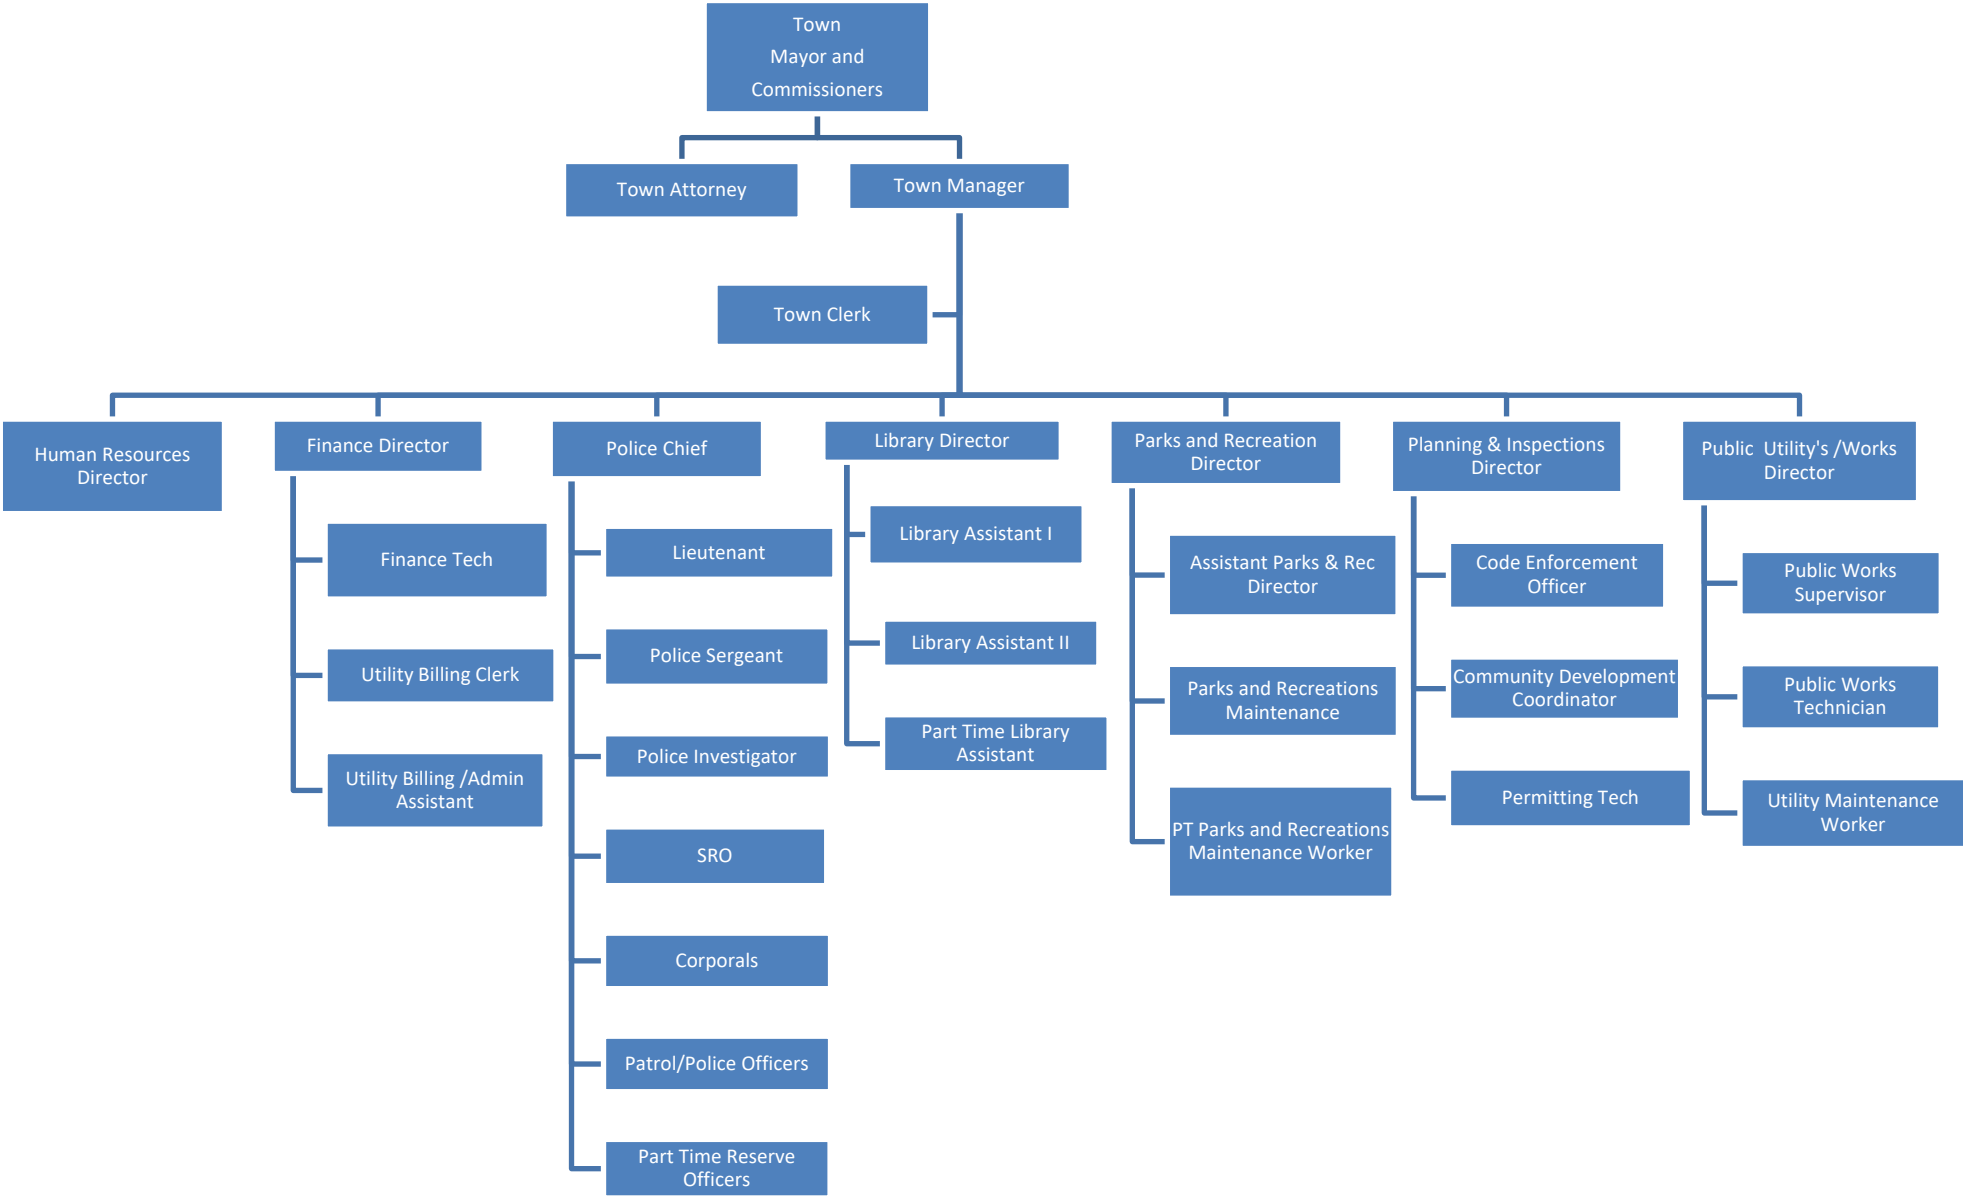 Town
Mayor and
Commissioners
Town Attorney
Town Manager
Town Clerk
Human Resources
Director
Finance Director
Finance Tech
Utility Billing Clerk
Utility Billing /Admin
Assistant
Police Chief
Lieutenant
Police Sergeant
Police Investigator
SRO
Corporals
Patrol/Police Officers
Part Time Reserve
Officers
Library Director
Library Assistant I
Library Assistant II
Part Time Library
Assistant
Parks and Recreation
Director
Assistant Parks & Rec
Director
Parks and Recreations
Maintenance
PT Parks and Recreations
Maintenance Worker
Planning & Inspections
Director
Code Enforcement
Officer
Community Development
Coordinator
Permitting Tech
Public Utility's /Works
Director
Public Works
Supervisor
Public Works
Technician
Utility Maintenance
Worker